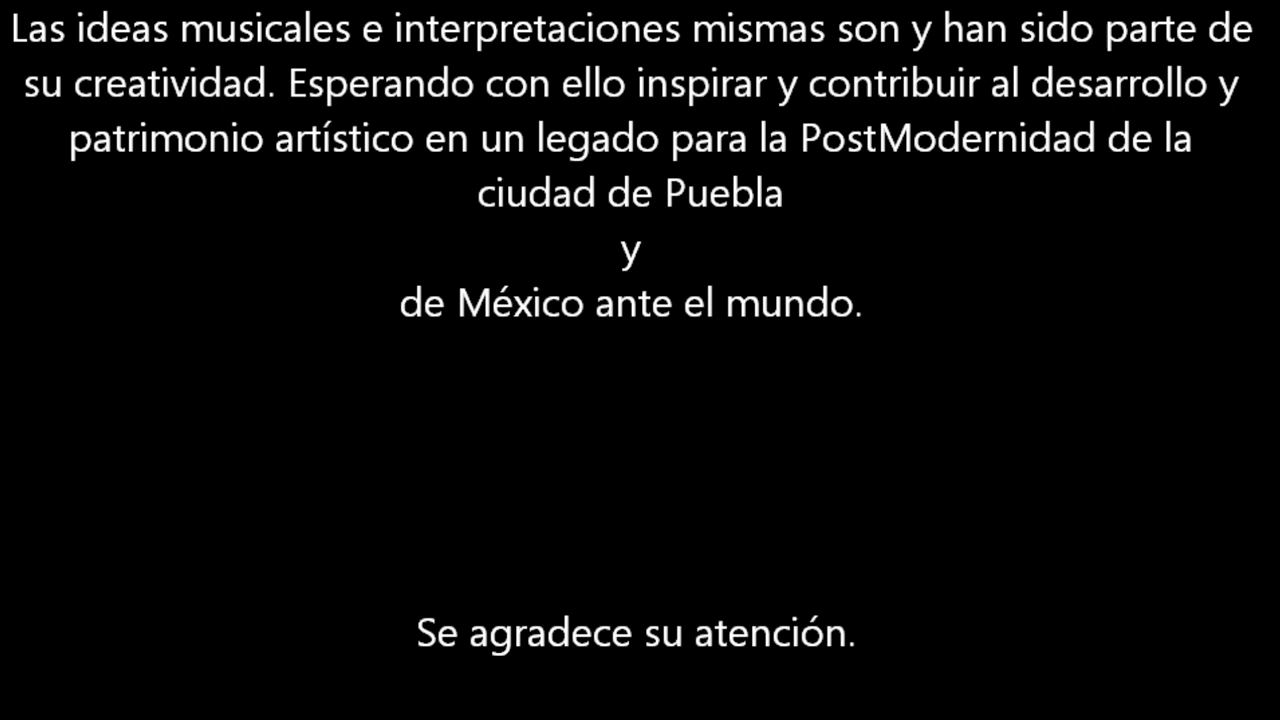 Las ideas musicales e interpretaciones mismas son y han sido parte de
su creatividad. Esperando con ello inspirar y contribuir al desarrollo y
patrimonio artístico en un legado para la PostModernidad de la
ciudad de Puebla
y
de México ante el mundo.
Se agradece su atención.